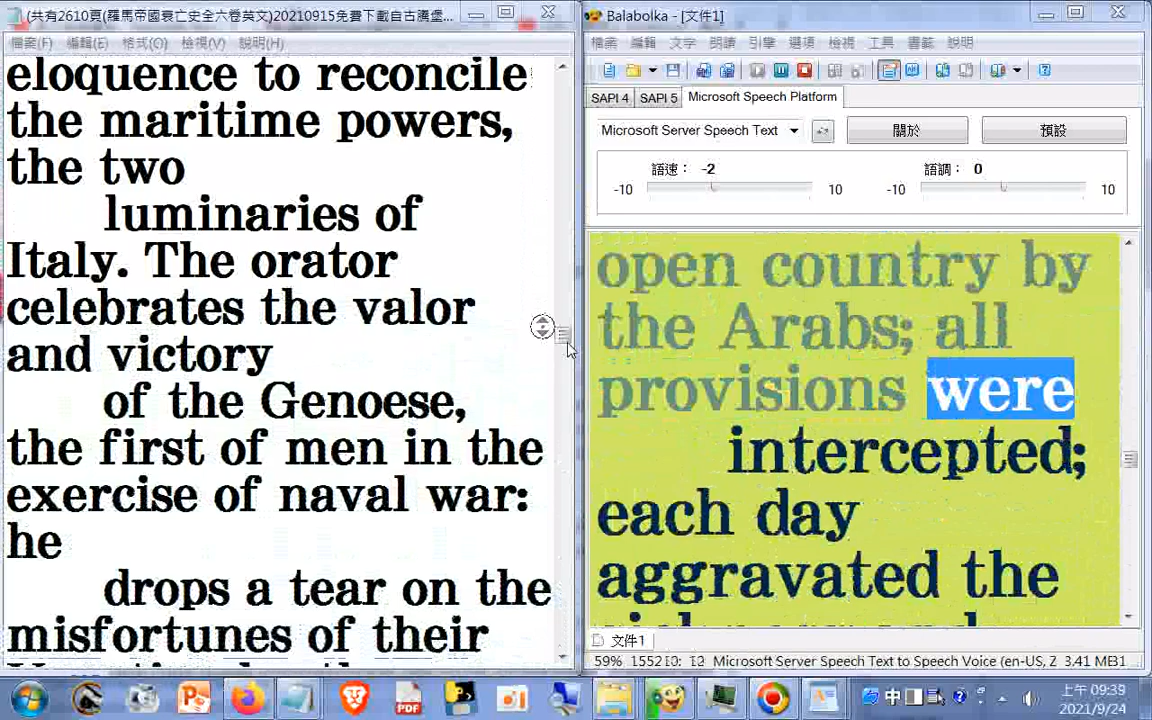 (共有2610頁(羅馬帝國衰亡史全六卷英文)20210915免費下載自古騰堡...
檔案(F) 編輯(E) 格式(O) 檢視(V) 說明(H)
eloquence to reconcile
the maritime powers,
the two
luminaries of
Italy. The orator
celebrates the valor
and victory
of the Genoese,
the first of men in the
exercise of naval war:
he
drops a tear on the
misfortunes of their
Balabolka - [文件1]
檔案 編輯 文字 朗讀 引擎 選項 檢視 工具 書籤 說明
SAPI 4 SAPI 5 Microsoft Speech Platform
Microsoft Server Speech Text 關於 預設
語速： -2 語調： 0
-10 10 -10 10
open country by
the Arabs; all
provisions were
intercepted;
each day
aggravated the
文件1
59% Microsoft Server Speech Text to Speech Voice (en-US, Z 3.41 MB
PDF 中 上午 09:39
2021/9/24